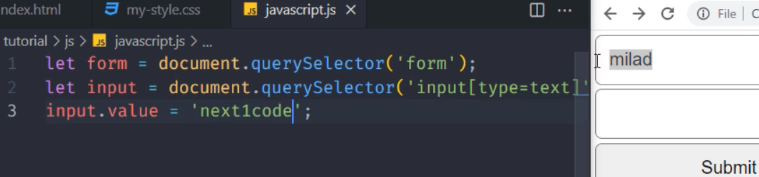 ndex.html my-style.css JS javascript.js
File
tutorial > js > JS javascript.js > ...
1 let form = document.querySelector('form');
2 let input = document.querySelector('input[type=text]'
3 input.value = 'next1code';
milad
Submit